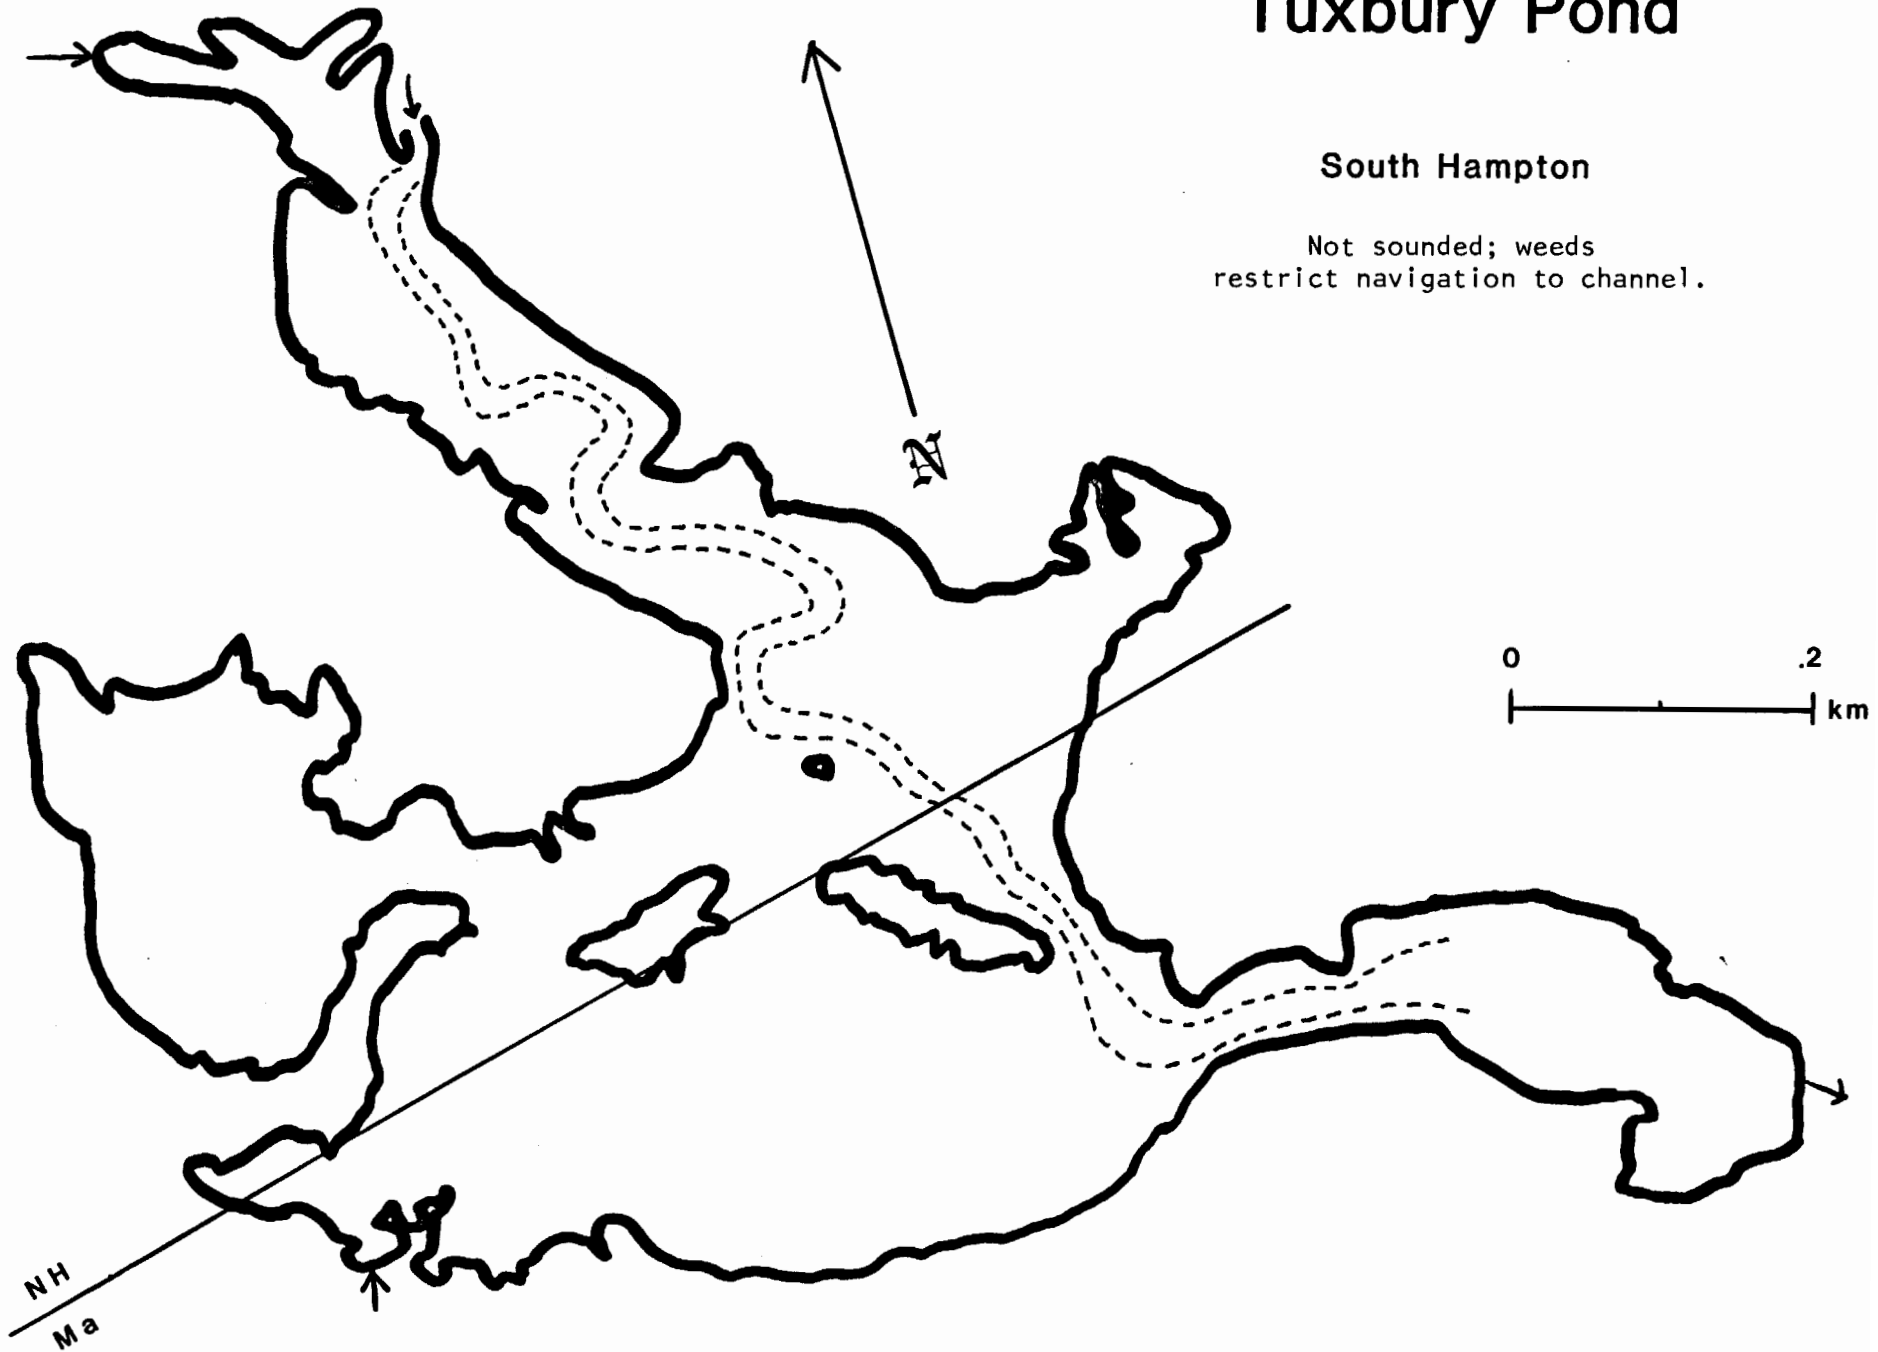 Tuxbury Pond
South Hampton
Not sounded; weeds
restrict navigation to channel.
N
0 .2
km
NH
Ma